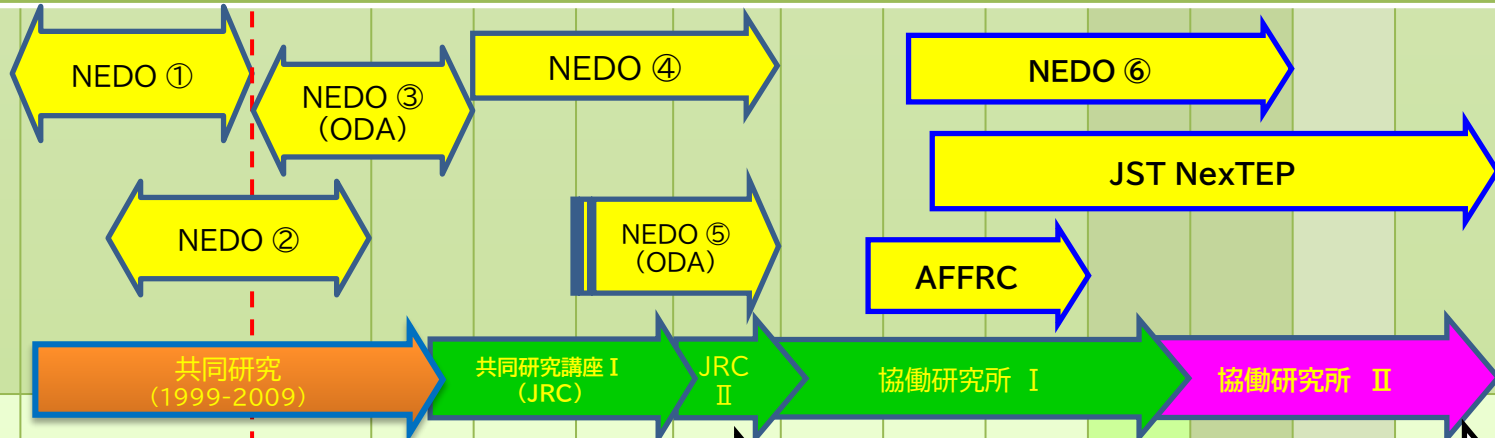 NEDO ①
NEDO ③
（ODA）
NEDO ④
NEDO ⑥
JST NexTEP
NEDO ②
NEDO ⑤
（ODA）
AFFRC
共同研究
（1999-2009）
共同研究講座Ⅰ
（JRC）
JRC
Ⅱ
協働研究所 Ⅰ
協働研究所 Ⅱ